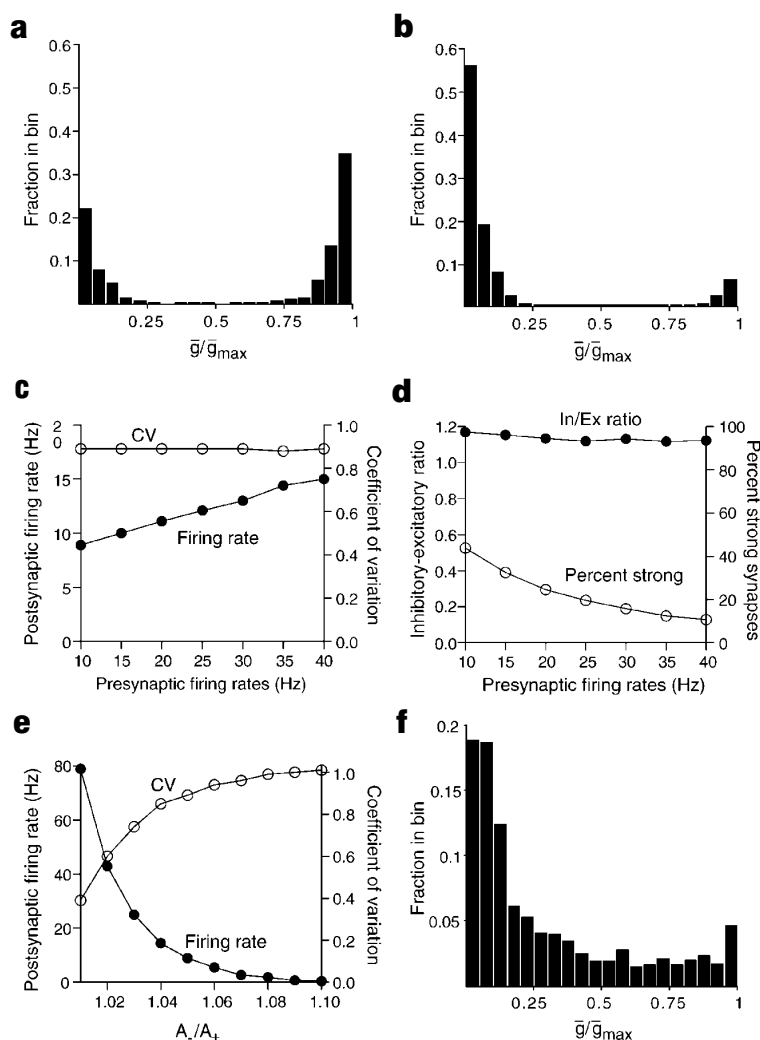 a
0.6
0.5
0.4
0.3
0.2
0.1
Fraction in bin
0.25 0.5 0.75 1
g̅/g̅max
b
0.6
0.5
0.4
0.3
0.2
0.1
Fraction in bin
0.25 0.5 0.75 1
g̅/g̅max
c
2
0
15
10
5
0
Postsynaptic firing rate (Hz)
CV
Firing rate
1.0
0.8
0.6
0.4
0.2
0.0
Coefficient of variation
10 15 20 25 30 35 40
Presynaptic firing rates (Hz)
d
In/Ex ratio
1.2
1.0
0.8
0.6
0.4
0.2
0.0
Inhibitory-excitatory ratio
Percent strong
100
80
60
40
20
0
Percent strong synapses
10 15 20 25 30 35 40
Presynaptic firing rates (Hz)
e
80
60
40
20
0
Postsynaptic firing rate (Hz)
CV
Firing rate
1.0
0.8
0.6
0.4
0.2
0.0
Coefficient of variation
1.02 1.04 1.06 1.08 1.10
A-/A+
f
0.2
0.15
0.1
0.05
Fraction in bin
0.25 0.5 0.75 1
g̅/g̅max